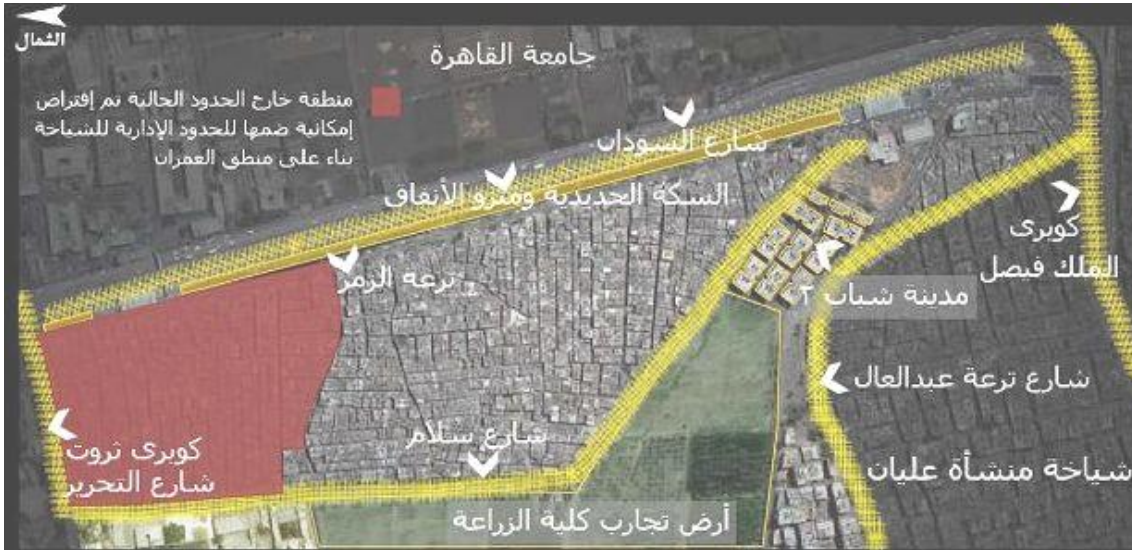 الشمال
جامعة القاهرة
منطقة خارج الحدود الحالية تم إفتراض
إمكانية ضمها للحدود الإدارية للشياخة
بناء على منطق العمران
شارع السودان
السكة الحديدية ومترو الأنفاق
ترعة الزمر
كوبرى
الملك فيصل
مدينة شباب ٢
شارع ترعة عبدالعال
شارع سلام
كوبرى ثروت
شارع التحرير
شياخة منشأة عليان
أرض تجارب كلية الزراعة